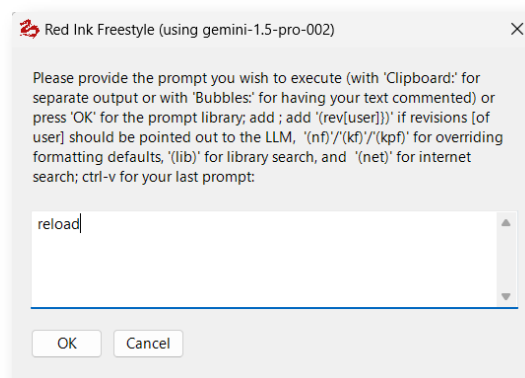 Red Ink Freestyle (using gemini-1.5-pro-002)
Please provide the prompt you wish to execute (with 'Clipboard:' for
separate output or with 'Bubbles:' for having your text commented) or
press 'OK' for the prompt library; add ; add '(rev[user]))' if revisions [of
user] should be pointed out to the LLM,  '(nf)'/'(kf)'/'(kpf)' for overriding
formatting defaults, '(lib)' for library search, and  '(net)' for internet
search; ctrl-v for your last prompt:
reload
OK
Cancel